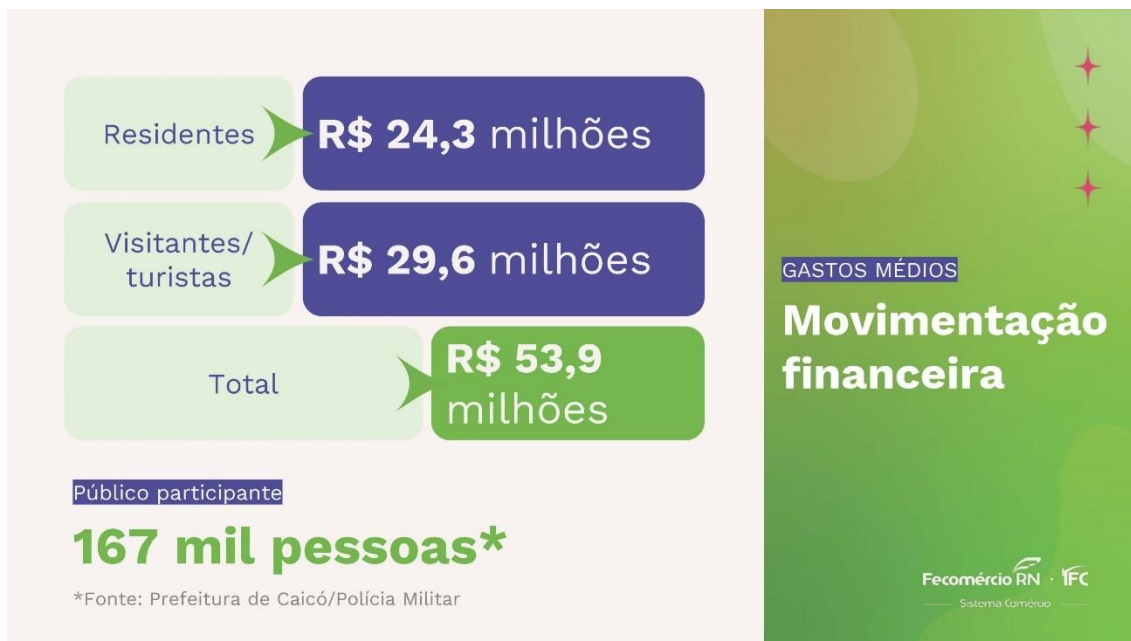 Residentes
R$ 24,3 milhões
Visitantes/
turistas
R$ 29,6 milhões
Total
R$ 53,9
milhões
Público participante
167 mil pessoas*
*Fonte: Prefeitura de Caicó/Polícia Militar
GASTOS MÉDIOS
Movimentação
financeira
Fecomércio RN · IFC
Sistema Comércio